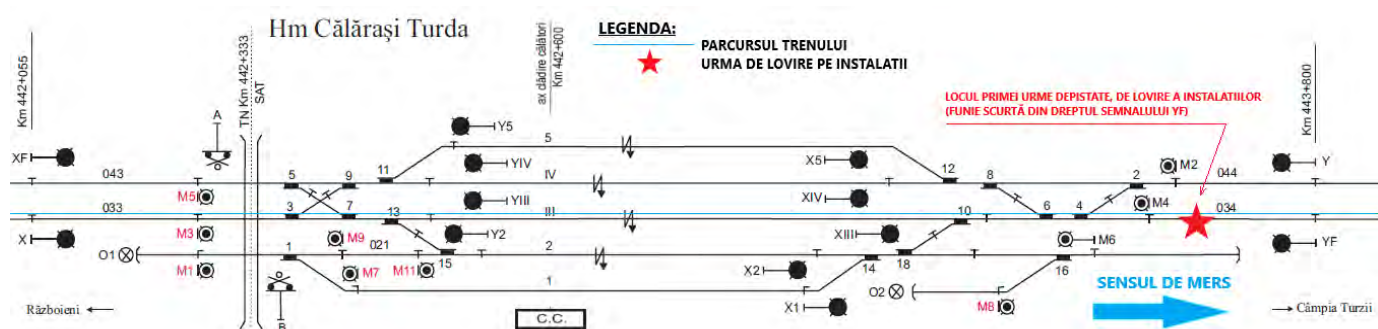 Hm Călărași Turda
LEGENDA:
PARCURSUL TRENULUI
URMA DE LOVIRE PE INSTALATII
Km 442+055
TN Km 442+333
SAT
ax clădire călători
Km 442+600
LOCUL PRIMEI URME DEPISTATE, DE LOVIRE A INSTALATIILOR
(FUNIE SCURTĂ DIN DREPTUL SEMNALULUI YF)
Km 443+800
A
Y5
5
XF
YIV
X5
12
M2
Y
043
5
9
11
IV
8
2
044
M5
YIII
XIV
M4
3
7
13
III
10
6
4
034
033
X
M3
M9
Y2
XIII
M6
YF
O1
1
021
15
2
18
16
M1
M7
M11
X2
14
1
O2
M8
X1
SENSUL DE MERS
Războieni
B
C.C.
Câmpia Turzii